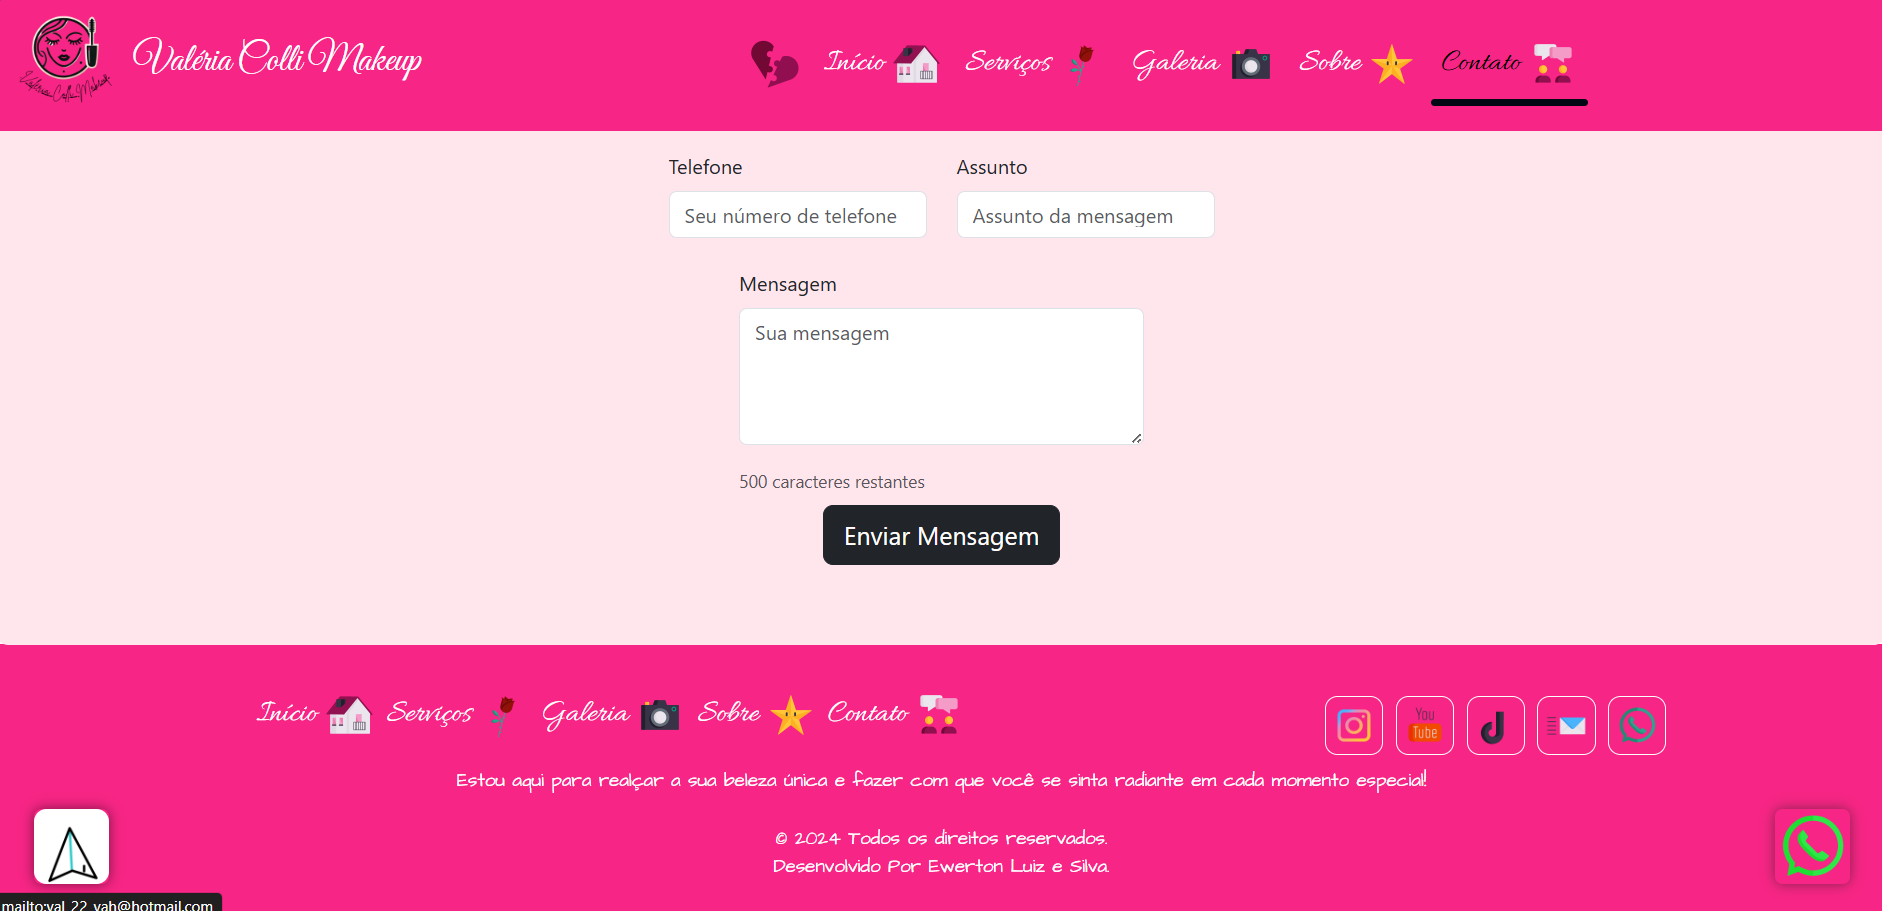 Valéria Colli Makeup
Valéria Colli Makeup
Início Serviços Galeria Sobre Contato
Telefone Assunto
Seu número de telefone Assunto da mensagem
Mensagem
Sua mensagem
500 caracteres restantes
Enviar Mensagem
Início Serviços Galeria Sobre Contato
You
Tube
Estou aqui para realçar a sua beleza única e fazer com que você se sinta radiante em cada momento especial!
© 2024 Todos os direitos reservados.
Desenvolvido Por Ewerton Luiz e Silva.
mailto:val_22_vah@hotmail.com